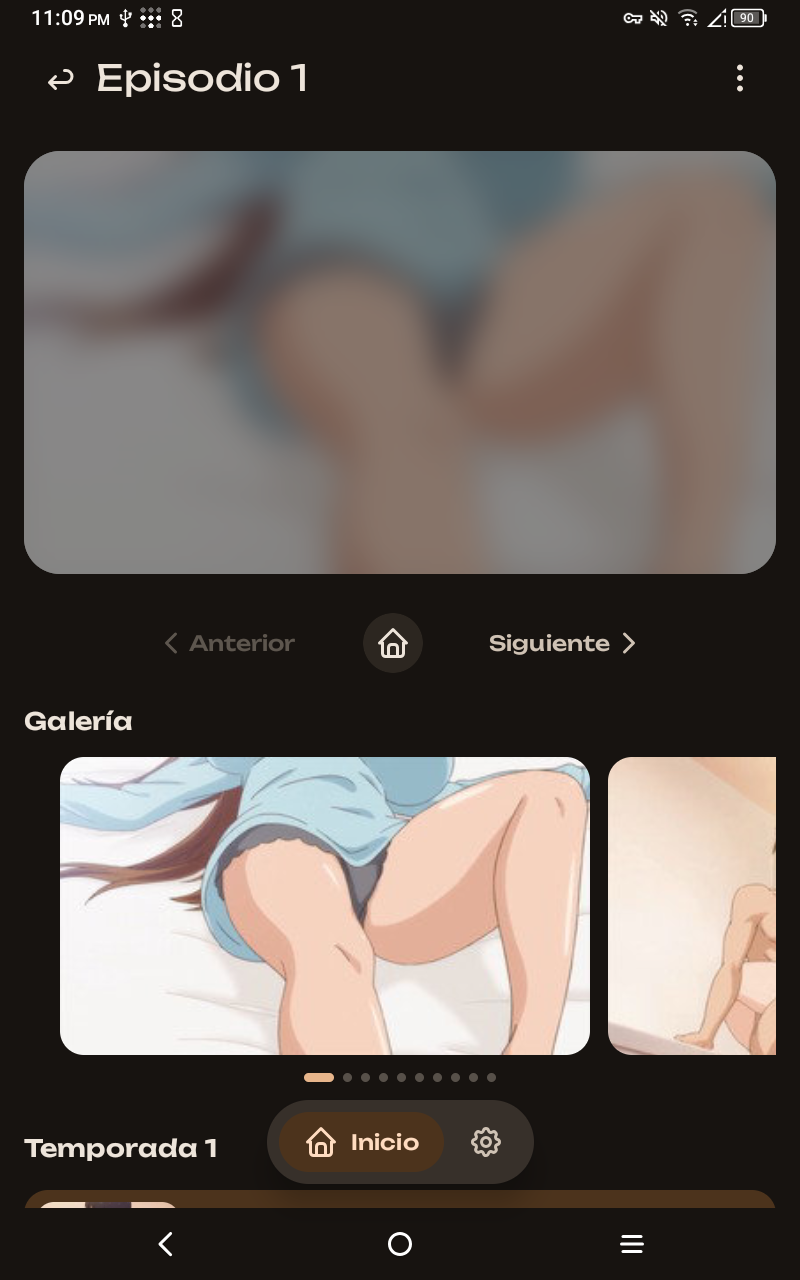 11:09 PM
90
Episodio 1
Anterior
Siguiente
Galería
Temporada 1
Inicio